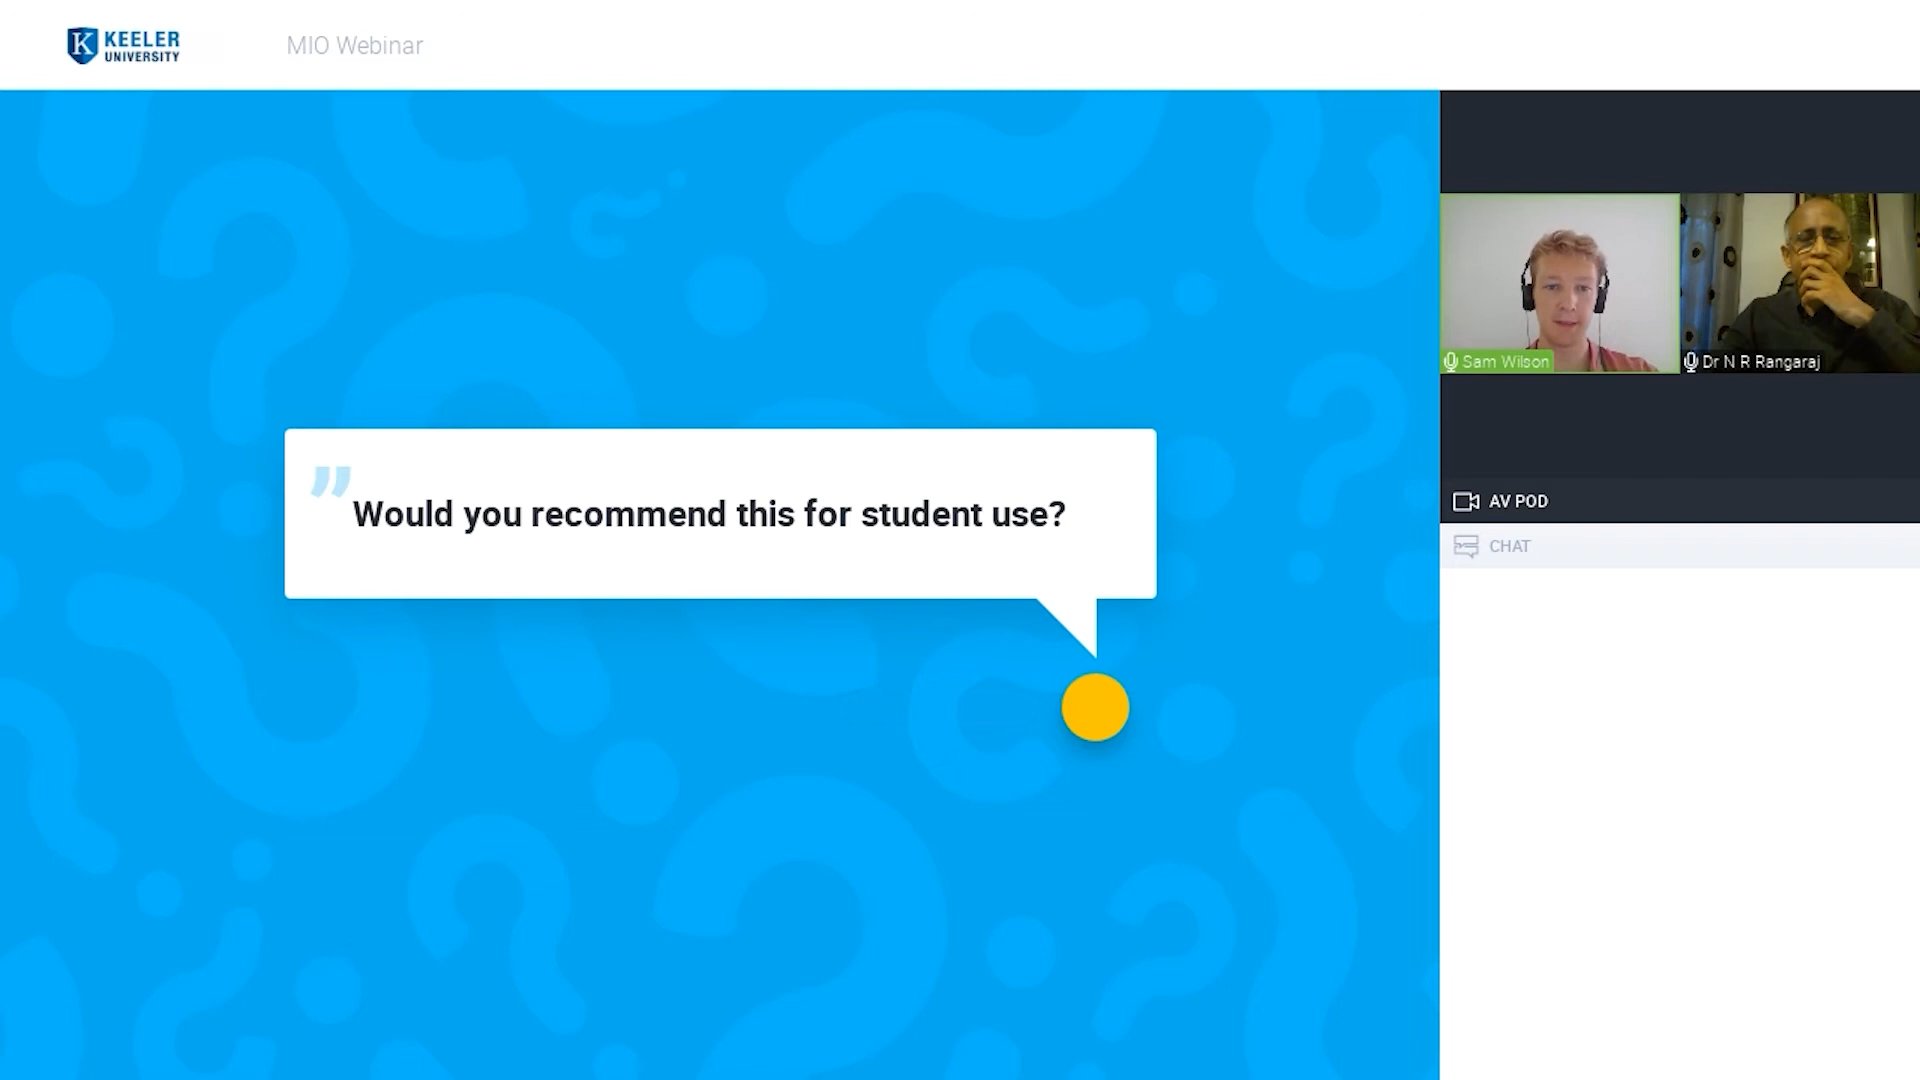 K KEELER
UNIVERSITY
MIO Webinar
” Would you recommend this for student use?
Sam Wilson
Dr N R Rangaraj
AV POD
CHAT